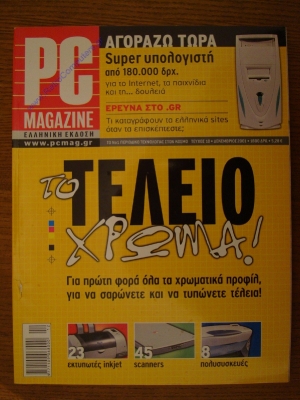 PC
MAGAZINE
ΕΛΛΗΝΙΚΗ ΕΚΔΟΣΗ
www.pcmag.gr
ΑΓΟΡΑΖΩ ΤΩΡΑ
Super υπολογιστή
από 180.000 δρχ.
για το Internet, τα παιχνίδια
και τη... δουλειά
ΕΡΕΥΝΑ ΣΤΟ .GR
Τι καταγράφουν τα ελληνικά sites
όταν τα επισκέπτεστε;
ΤΟ
ΤΕΛΕΙΟ
ΧΡΩΜΑ!
Για πρώτη φορά όλα τα χρωματικά προφίλ,
για να σαρώνετε και να τυπώνετε τέλεια!
23
εκτυπωτές inkjet
45
scanners
8
πολυσυσκευές